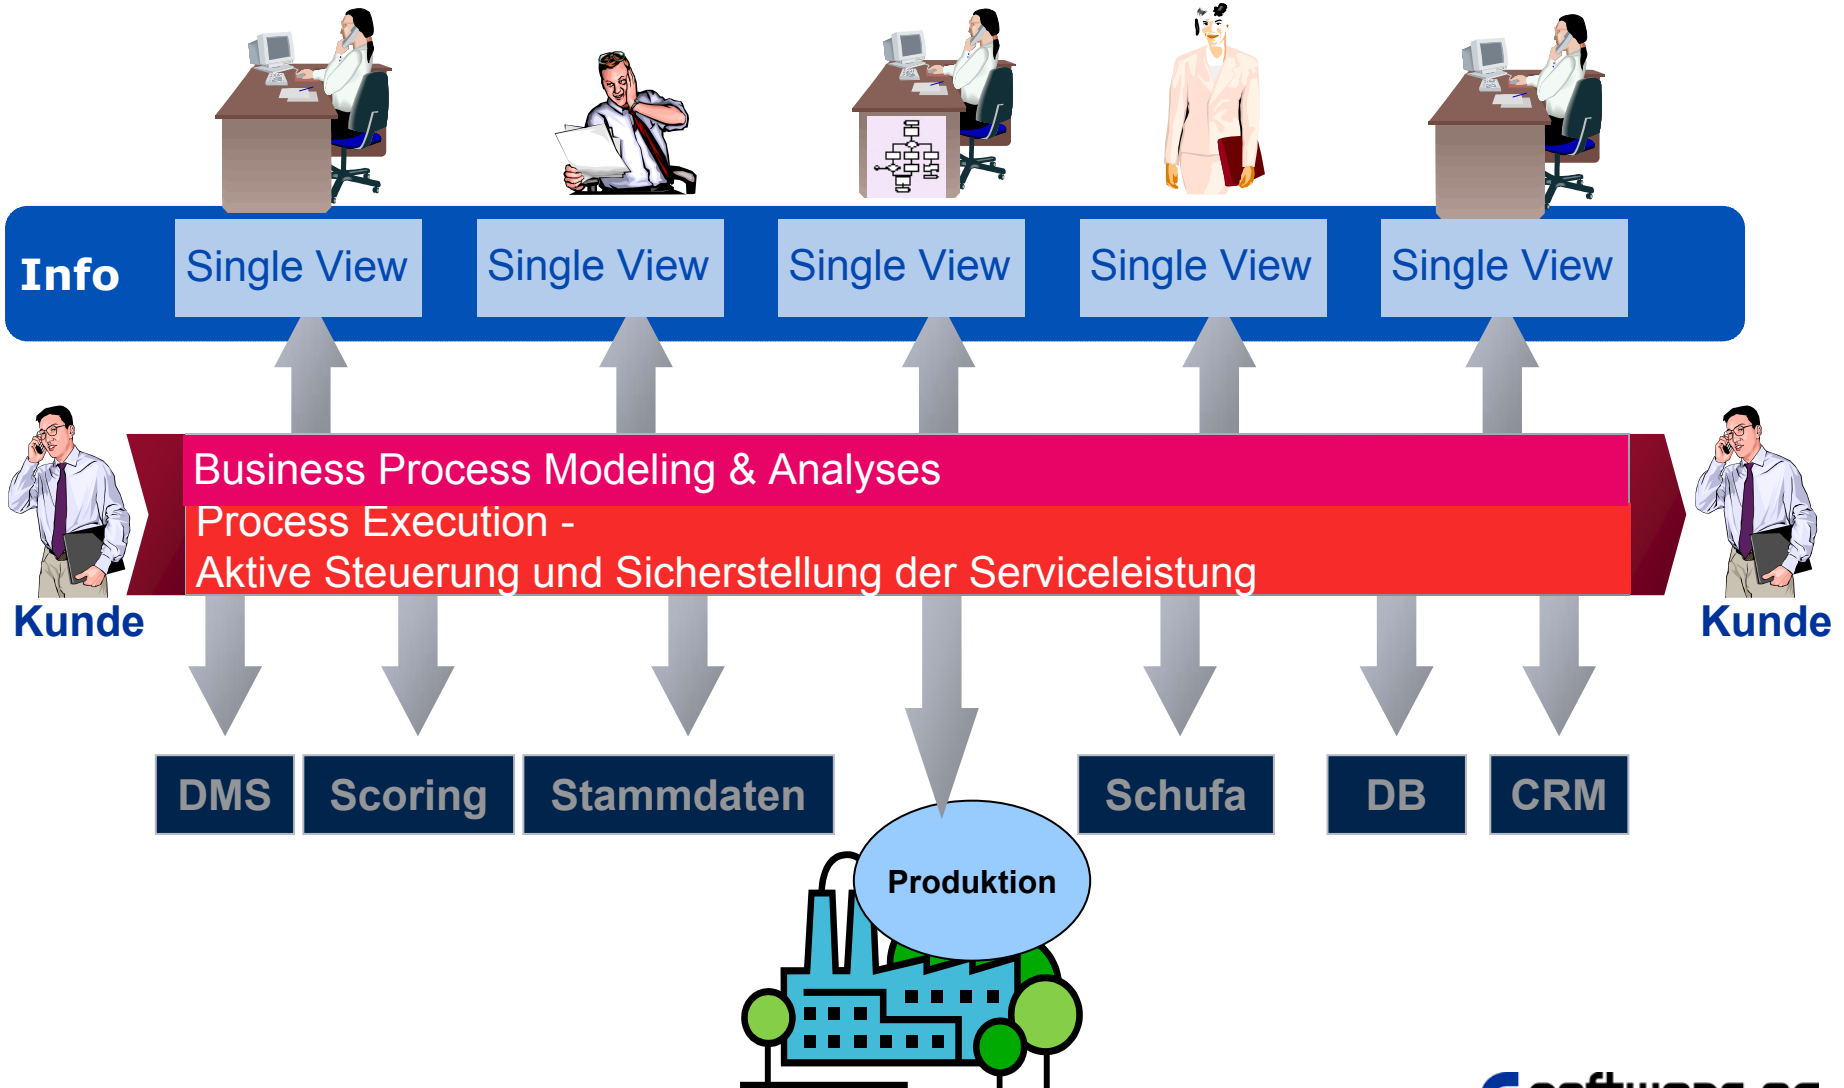 Info
Single View
Single View
Single View
Single View
Single View
Business Process Modeling & Analyses
Process Execution -
Aktive Steuerung und Sicherstellung der Serviceleistung
Kunde
Kunde
DMS
Scoring
Stammdaten
Schufa
DB
CRM
Produktion